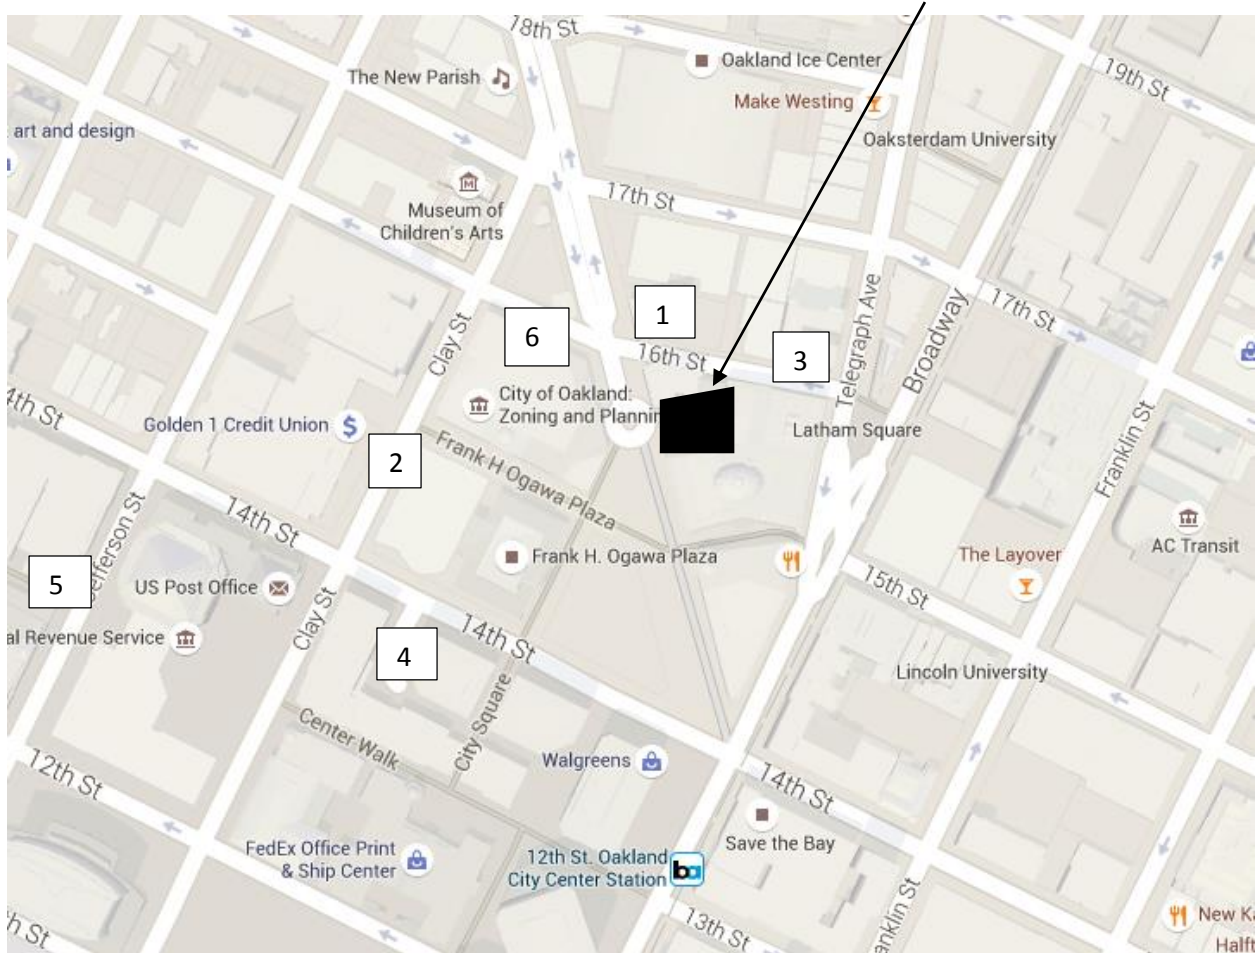 18th St
Oakland Ice Center
The New Parish
19th St
Make Westing
art and design
Oaksterdam University
17th St
Museum of
Children's Arts
Telegraph Ave
Broadway
17th St
1
6
Clay St
16th St
3
City of Oakland:
Zoning and Plannin
4th St
Golden 1 Credit Union
$
Latham Square
Franklin St
2
Frank H Ogawa Plaza
14th St
Jefferson St
AC Transit
Frank H. Ogawa Plaza
The Layover
5
US Post Office
15th St
Clay St
al Revenue Service
14th St
4
Lincoln University
City Square
Center Walk
Walgreens
12th St
14th St
Save the Bay
FedEx Office Print
& Ship Center
12th St. Oakland
City Center Station
ba
13th St
anklin St
New Ka
Halft
h St
M